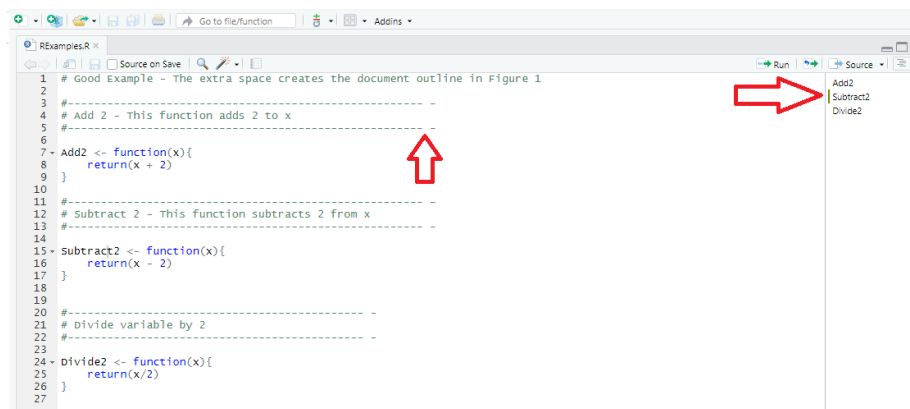 Go to file/function Addins
RExamples.R
Source on Save Run Source
1 # Good Example - The extra space creates the document outline in Figure 1
2
3 #------------------------------------------------------ -
4 # Add 2 - This function adds 2 to x
5 #------------------------------------------------------ -
6
7 Add2 <- function(x){
8 return(x + 2)
9 }
10
11 #------------------------------------------------------ -
12 # Subtract 2 - This function subtracts 2 from x
13 #------------------------------------------------------ -
14
15 Subtract2 <- function(x){
16 return(x - 2)
17 }
18
19
20 #--------------------------------------------- -
21 # Divide variable by 2
22 #--------------------------------------------- -
23
24 Divide2 <- function(x){
25 return(x/2)
26 }
27
Add2
Subtract2
Divide2